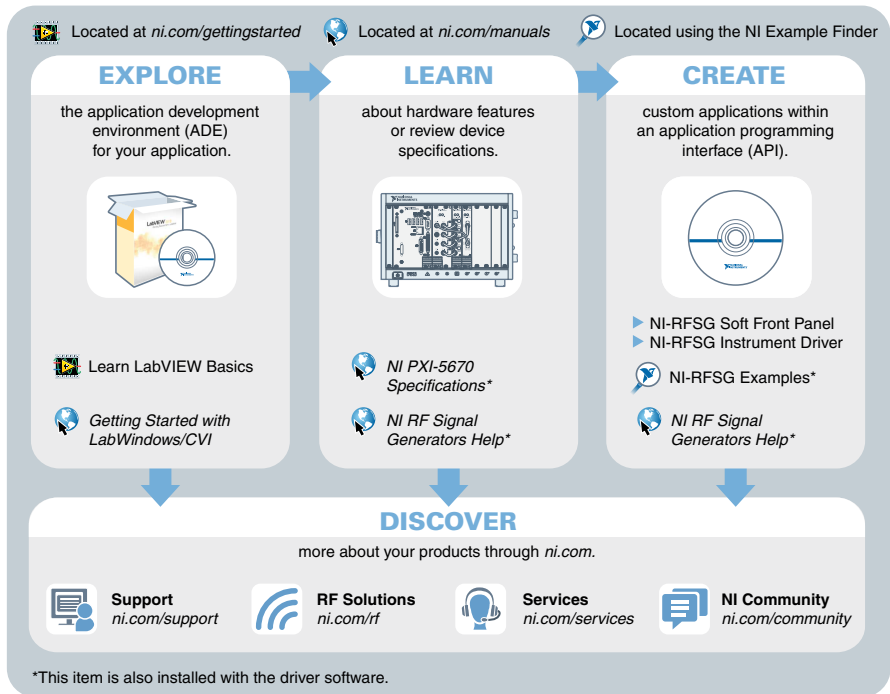 Located at ni.com/gettingstarted
Located at ni.com/manuals
Located using the NI Example Finder
EXPLORE
the application development
environment (ADE)
for your application.
LabVIEW
Learn LabVIEW Basics
Getting Started with
LabWindows/CVI
LEARN
about hardware features
or review device
specifications.
NI PXI-5670
Specifications*
NI RF Signal
Generators Help*
CREATE
custom applications within
an application programming
interface (API).
NI-RFSG Soft Front Panel
NI-RFSG Instrument Driver
NI-RFSG Examples*
NI RF Signal
Generators Help*
DISCOVER
more about your products through ni.com.
Support
ni.com/support
RF Solutions
ni.com/rf
Services
ni.com/services
NI Community
ni.com/community
*This item is also installed with the driver software.